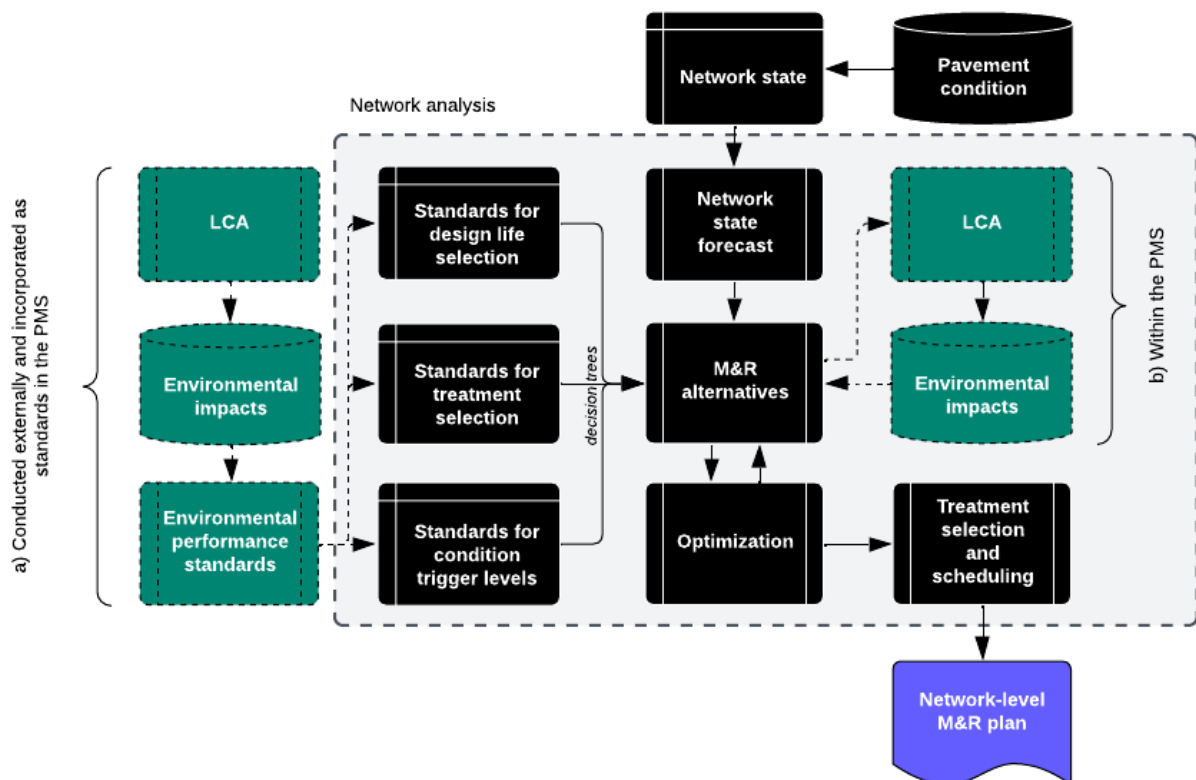 Network state
Pavement
condition
Network analysis
a) Conducted externally and incorporated as
standards in the PMS
LCA
Environmental
impacts
Environmental
performance
standards
Standards for
design life
selection
Standards for
treatment
selection
Standards for
condition
trigger levels
decision trees
Network
state
forecast
M&R
alternatives
Optimization
LCA
Environmental
impacts
b) Within the PMS
Treatment
selection
and
scheduling
Network-level
M&R plan